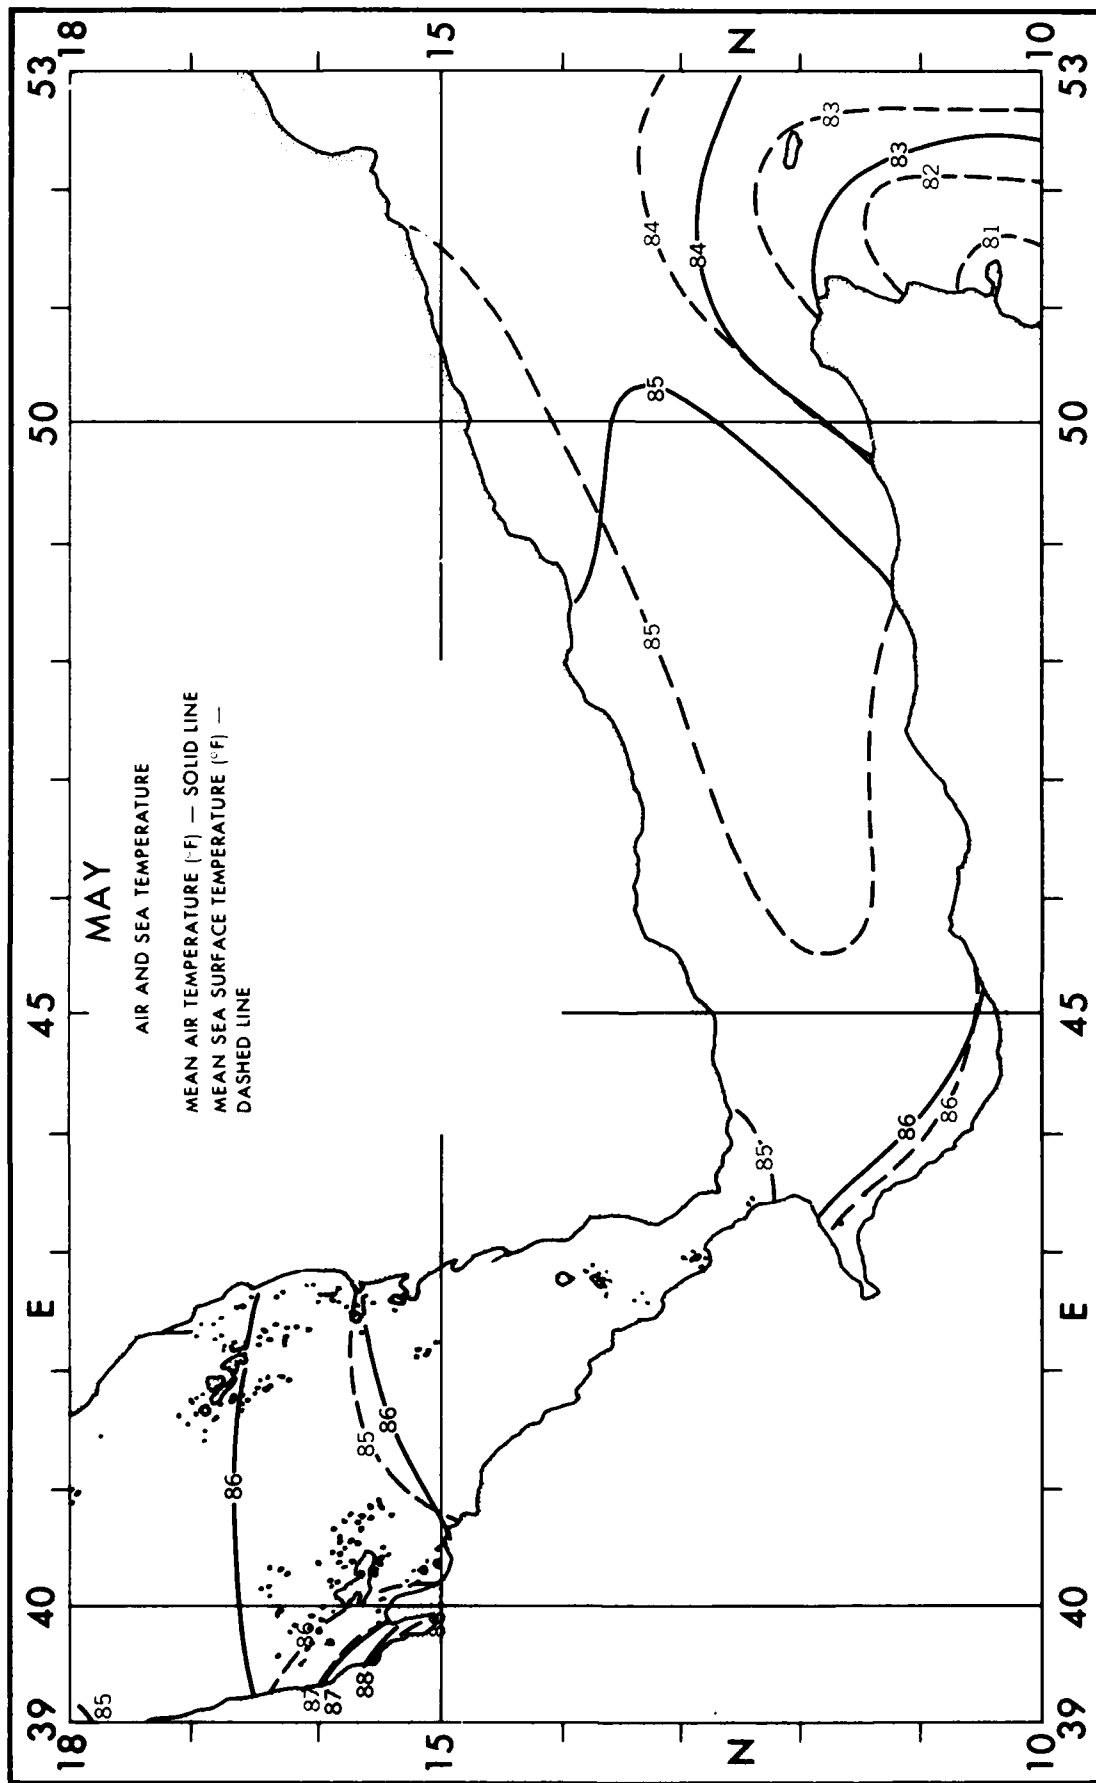 18 39 40 E 45 50 53 18
MAY
85
AIR AND SEA TEMPERATURE
MEAN AIR TEMPERATURE (°F) — SOLID LINE
MEAN SEA SURFACE TEMPERATURE (°F) —
DASHED LINE
86
86
87
87
88
85
86
15 15
85
85
84
84
N N
85
83
86
83
86
82
81
10 39 40 E 45 50 53 10